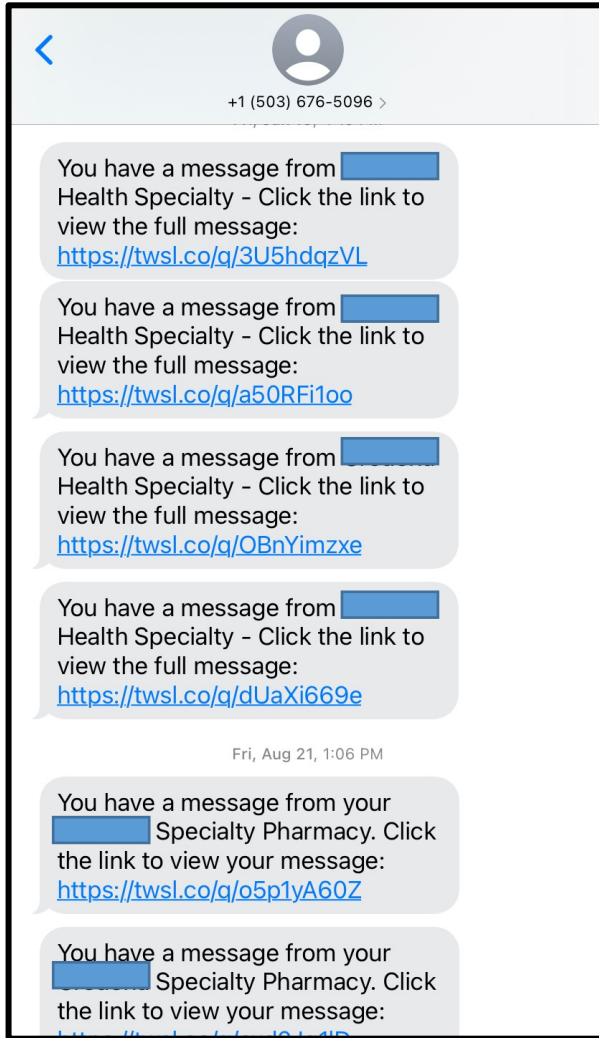 +1 (503) 676-5096 >
You have a message from
Health Specialty - Click the link to
view the full message:
https://twsl.co/q/3U5hdqzVL
You have a message from
Health Specialty - Click the link to
view the full message:
https://twsl.co/q/a50RFi1oo
You have a message from
Health Specialty - Click the link to
view the full message:
https://twsl.co/q/OBnYimzxe
You have a message from
Health Specialty - Click the link to
view the full message:
https://twsl.co/q/dUaXi669e
Fri, Aug 21, 1:06 PM
You have a message from your
Specialty Pharmacy. Click
the link to view your message:
https://twsl.co/q/o5p1yA60Z
You have a message from your
Specialty Pharmacy. Click
the link to view your message: